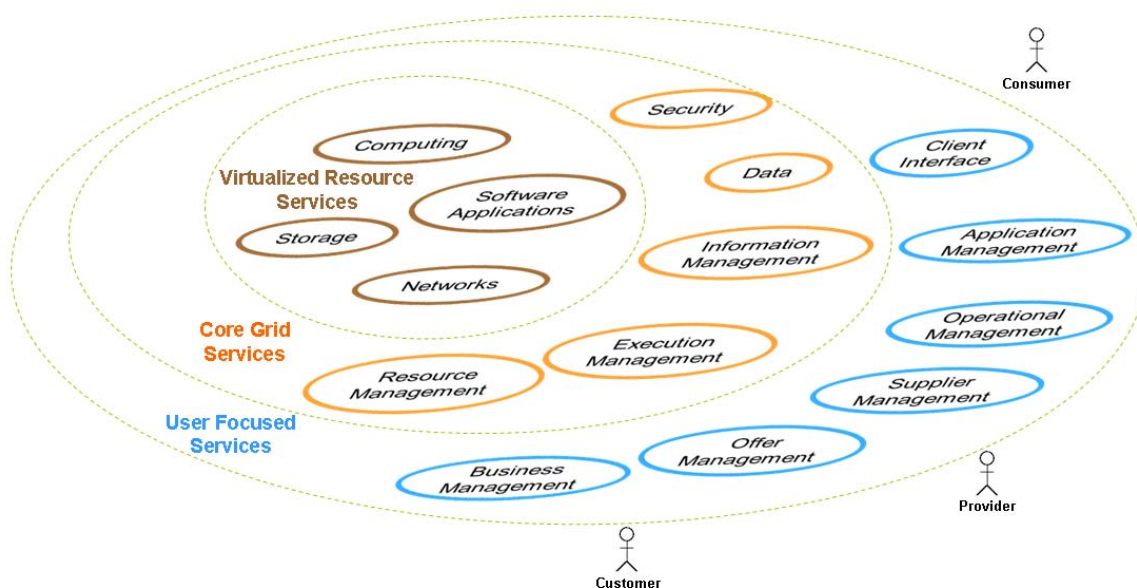 Consumer
Security
Computing
Client
Interface
Virtualized Resource
Services
Data
Software
Applications
Storage
Information
Management
Application
Management
Networks
Core Grid
Services
Execution
Management
Operational
Management
Resource
Management
Supplier
Management
User Focused
Services
Offer
Management
Business
Management
Provider
Customer